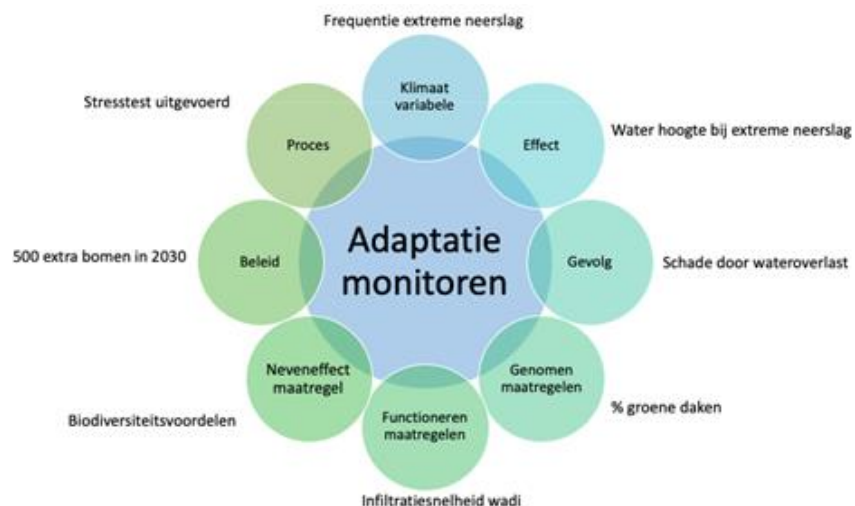 Frequentie extreme neerslag
Klimaat
variabele
Stresstest uitgevoerd
Proces
Effect
Water hoogte bij extreme neerslag
500 extra bomen in 2030
Beleid
Adaptatie
monitoren
Gevolg
Schade door wateroverlast
Neveneffect
maatregel
Genomen
maatregelen
Biodiversiteitsvoordelen
Functioneren
maatregelen
% groene daken
Infiltratiesnelheid wadi